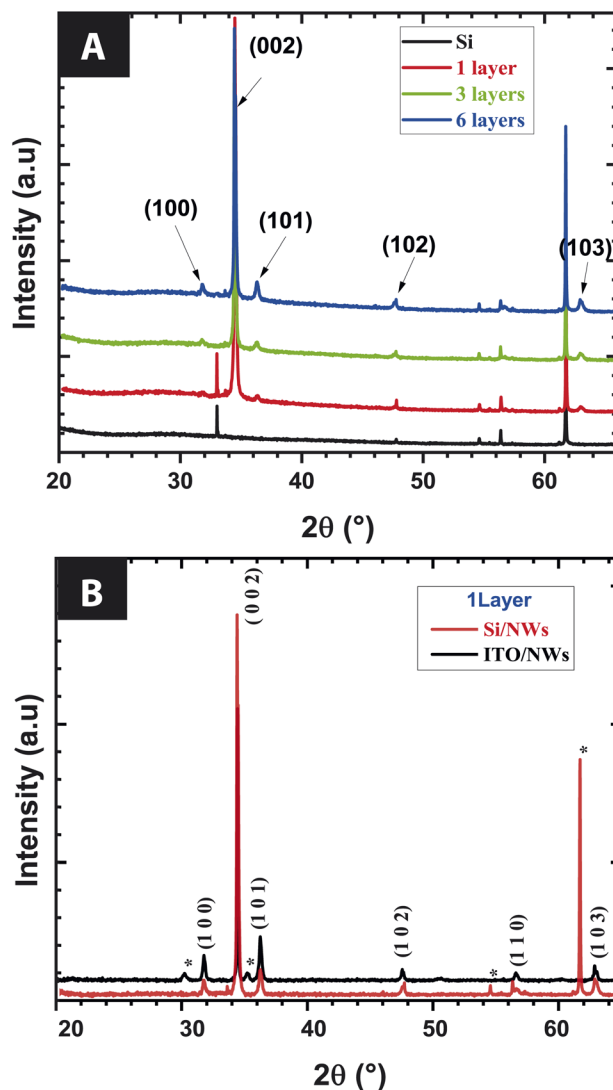 A
Si
1 layer
3 layers
6 layers
(002)
(100)
(101)
(102)
(103)
Intensity (a.u)
20 30 40 50 60
2θ (°)
B
1Layer
Si/NWs
ITO/NWs
(0 0 2)
*
(1 0 0)
*
(1 0 1)
*
(1 0 2)
*
(1 1 0)
(1 0 3)
Intensity (a.u)
20 30 40 50 60
2θ (°)